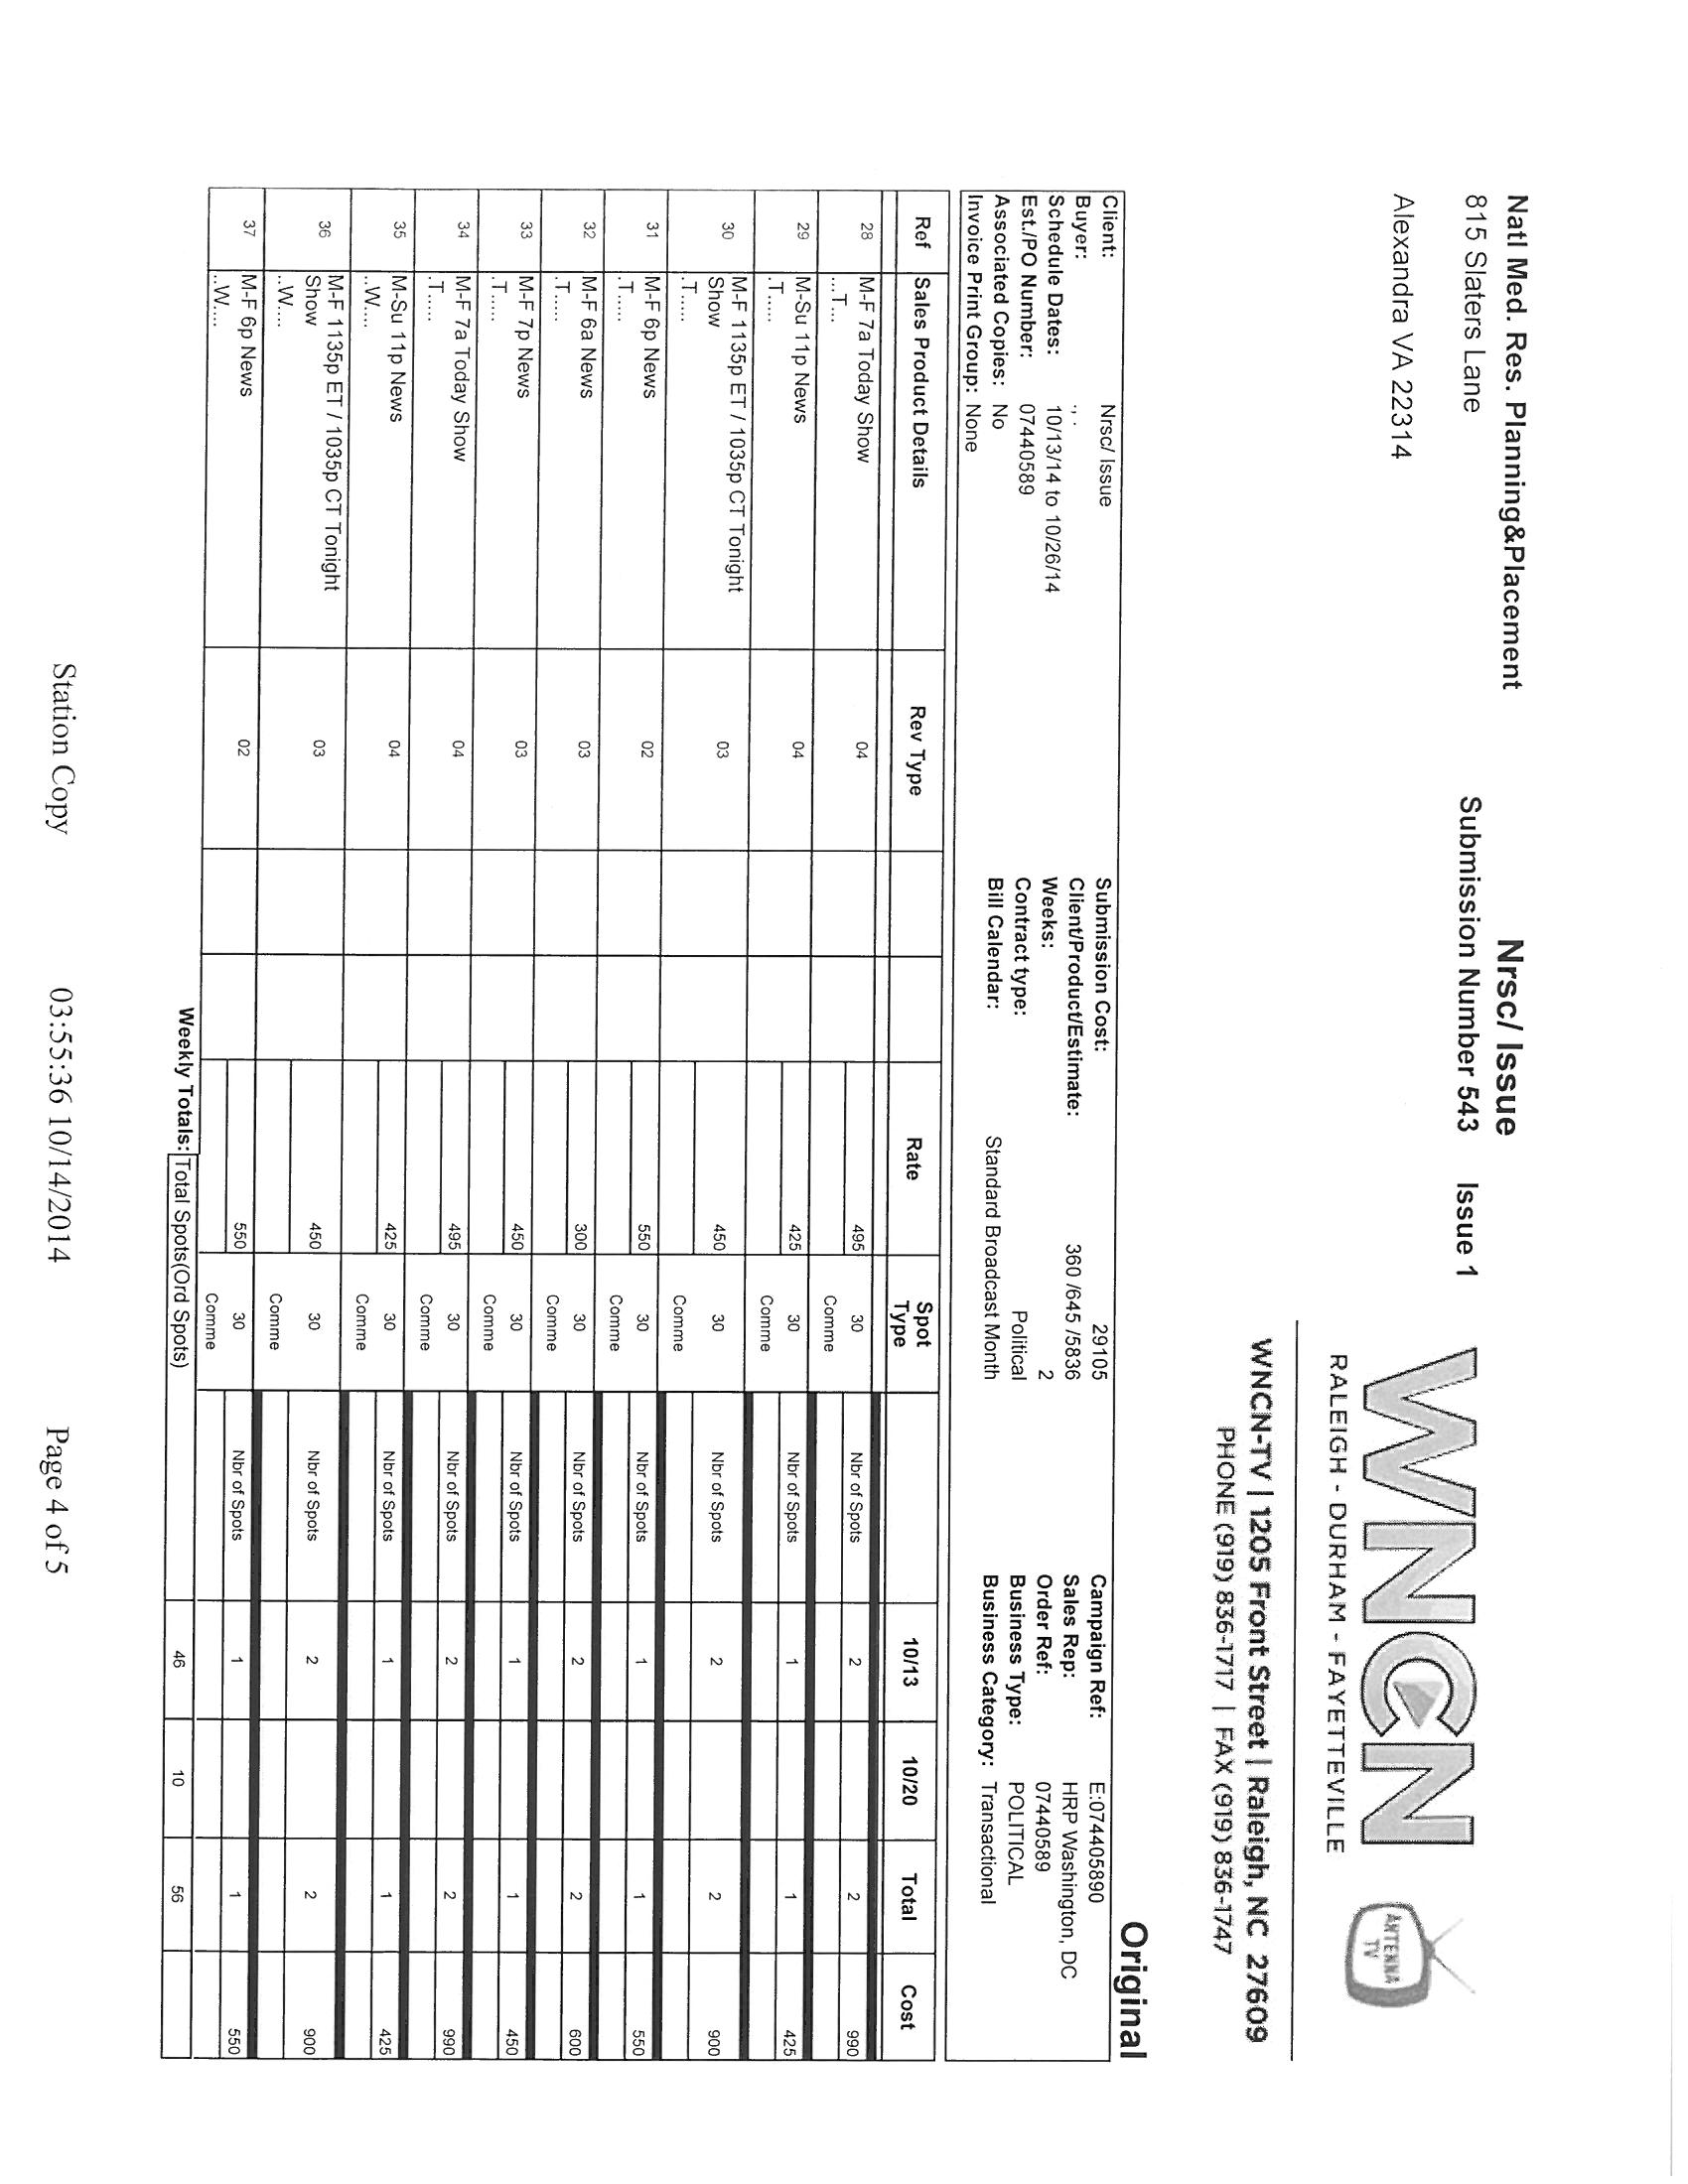 Natl Med. Res. Planning&Placement
815 Slaters Lane
Alexandra VA 22314
Nrsc/ Issue
Submission Number 543 Issue 1
WNCN
RALEIGH - DURHAM - FAYETTEVILLE
ANTENNA TV
WNCN-TV | 1205 Front Street | Raleigh, NC 27609
PHONE (919) 836-1717 | FAX (919) 836-1747
Original
Client: Nrsc/ Issue Submission Cost: 29105 Campaign Ref: E:074405890
Buyer: ., . Client/Product/Estimate: 360 /645 /5836 Sales Rep: HRP Washington, DC
Schedule Dates: 10/13/14 to 10/26/14 Weeks: 2 Order Ref: 07440589
Est./PO Number: 07440589 Contract type: Political Business Type: POLITICAL
Associated Copies: No Bill Calendar: Standard Broadcast Month Business Category: Transactional
Invoice Print Group: None
Ref Sales Product Details Rev Type Rate Spot Type 10/13 10/20 Total Cost
28 M-F 7a Today Show 04 495 30 Nbr of Spots 2 2 990
...T... Comme
29 M-Su 11p News 04 425 30 Nbr of Spots 1 1 425
.T..... Comme
30 M-F 1135p ET / 1035p CT Tonight Show 03 450 30 Nbr of Spots 2 2 900
.T..... Comme
31 M-F 6p News 02 550 30 Nbr of Spots 1 1 550
.T..... Comme
32 M-F 6a News 03 300 30 Nbr of Spots 2 2 600
.T..... Comme
33 M-F 7p News 03 450 30 Nbr of Spots 1 1 450
.T..... Comme
34 M-F 7a Today Show 04 495 30 Nbr of Spots 2 2 990
.T..... Comme
35 M-Su 11p News 04 425 30 Nbr of Spots 1 1 425
..W.... Comme
36 M-F 1135p ET / 1035p CT Tonight Show 03 450 30 Nbr of Spots 2 2 900
..W.... Comme
37 M-F 6p News 02 550 30 Nbr of Spots 1 1 550
..W.... Comme
Weekly Totals: Total Spots(Ord Spots) 46 10 56
Station Copy 03:55:36 10/14/2014 Page 4 of 5